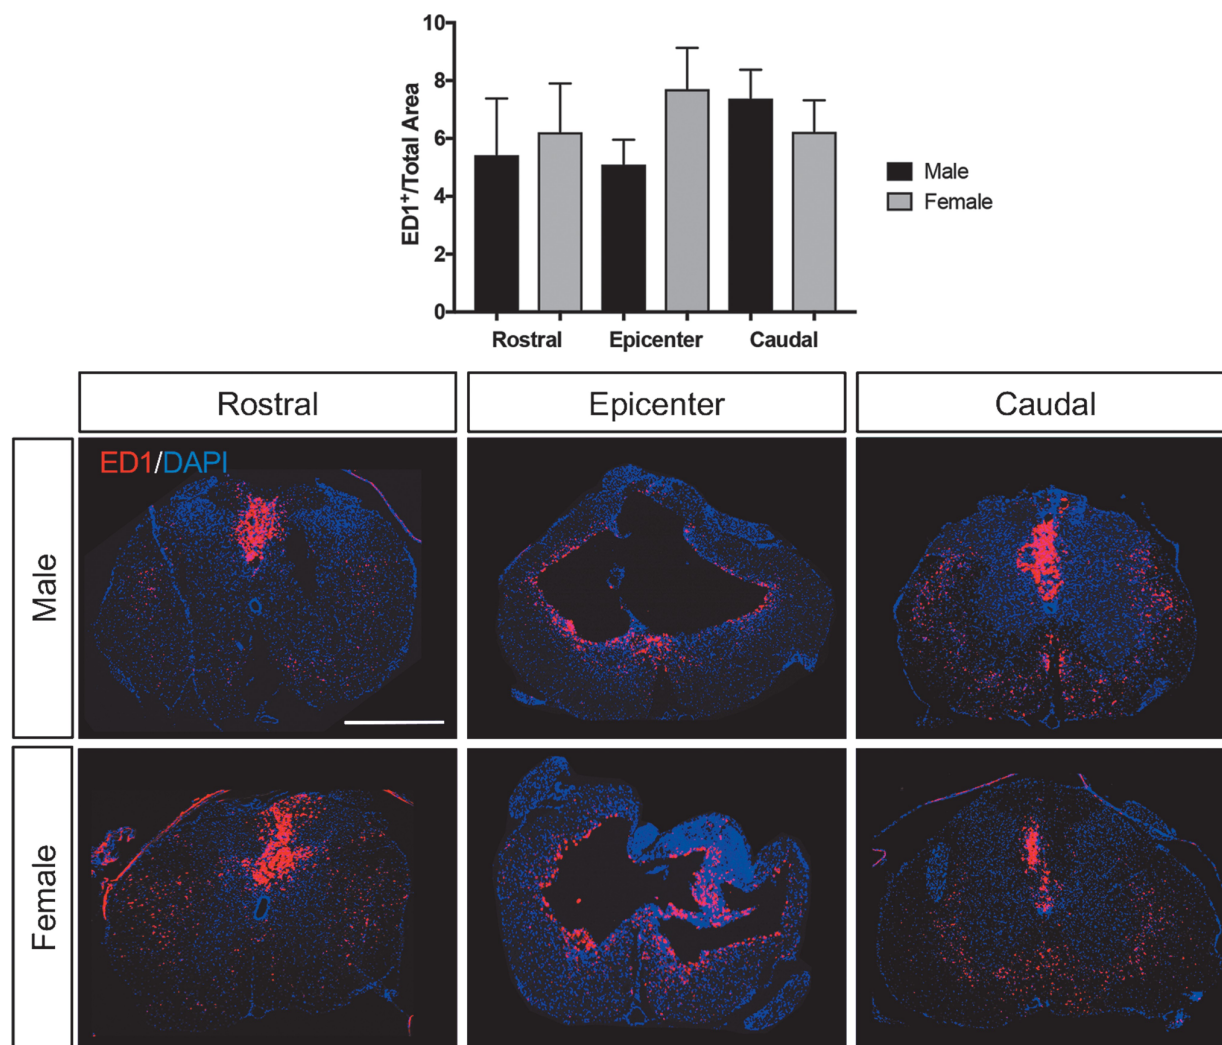 10
8
6
4
2
0
ED1⁺/Total Area
Rostral
Epicenter
Caudal
Male
Female
Rostral
Epicenter
Caudal
Male
ED1/DAPI
Female